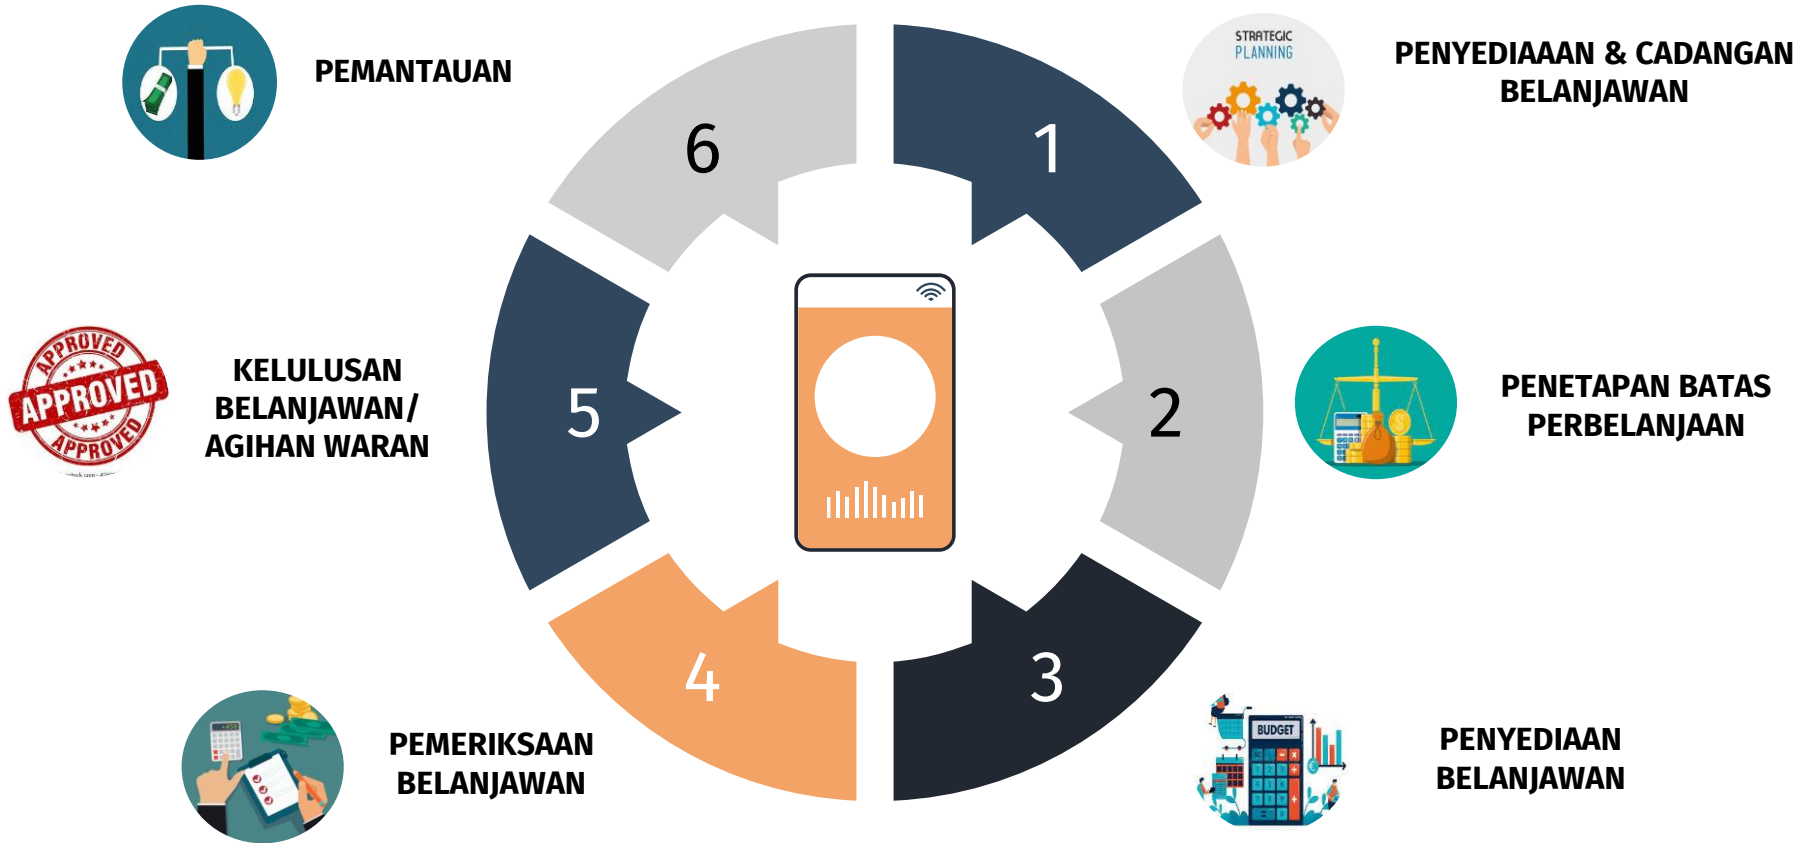 1
STRATEGIC
PLANNING
PENYEDIAAAN & CADANGAN
BELANJAWAN
2
PENETAPAN BATAS
PERBELANJAAN
3
BUDGET
PENYEDIAN
BELANJAWAN
4
PEMERIKSAAN
BELANJAWAN
5
APPROVED
APPROVED
APPROVED
KELULUSAN
BELANJAWAN/
AGIHAN WARAN
6
PEMANTAUAN